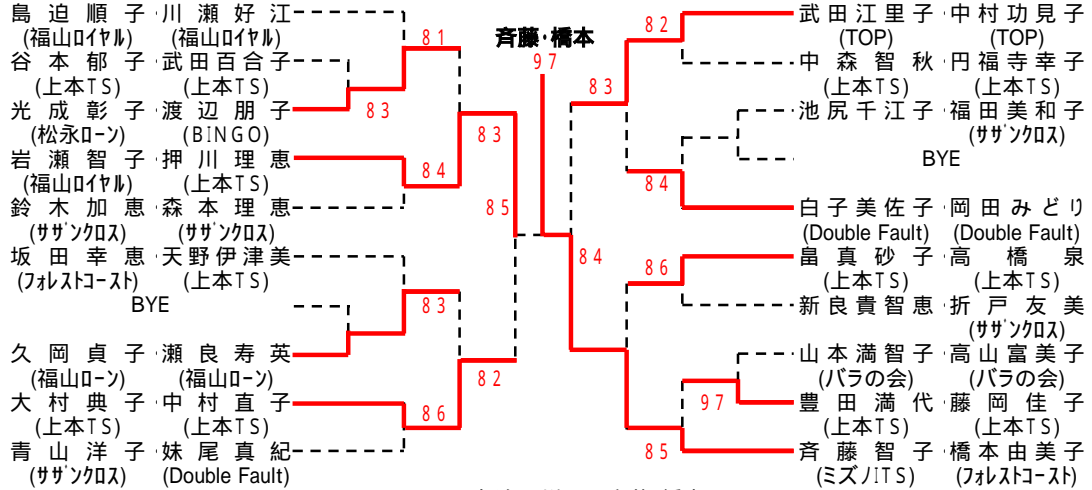 島迫順子・川瀬好江
(福山ロイヤル) (福山ロイヤル)
谷本郁子・武田百合子
(上本TS) (上本TS)
光成彰子・渡辺朋子
(松永ローン) (BINGO)
岩瀬智子・押川理恵
(福山ロイヤル) (上本TS)
鈴木加恵・森本理恵
(サザンクロス) (サザンクロス)
坂田幸恵・天野伊津美
(フォレストコースト) (上本TS)
BYE
久岡貞子・瀬良寿英
(福山ローン) (福山ローン)
大村典子・中村直子
(上本TS) (上本TS)
青山洋子・妹尾真紀
(サザンクロス) (Double Fault)
81
83
83
84
85
83
82
86
斉藤・橋本
97
84
82
83
84
86
97
85
武田江里子・中村功見子
(TOP) (TOP)
中森智秋・円福寺幸子
(上本TS) (上本TS)
池尻千江子・福田美和子
(サザンクロス)
BYE
白子美佐子・岡田みどり
(Double Fault) (Double Fault)
畠真砂子・高橋泉
(上本TS) (上本TS)
新良貴智恵・折戸友美
(サザンクロス)
山本満智子・高山富美子
(バラの会) (バラの会)
豊田満代・藤岡佳子
(上本TS) (上本TS)
斉藤智子・橋本由美子
(ミズノITS) (フォレストコースト)